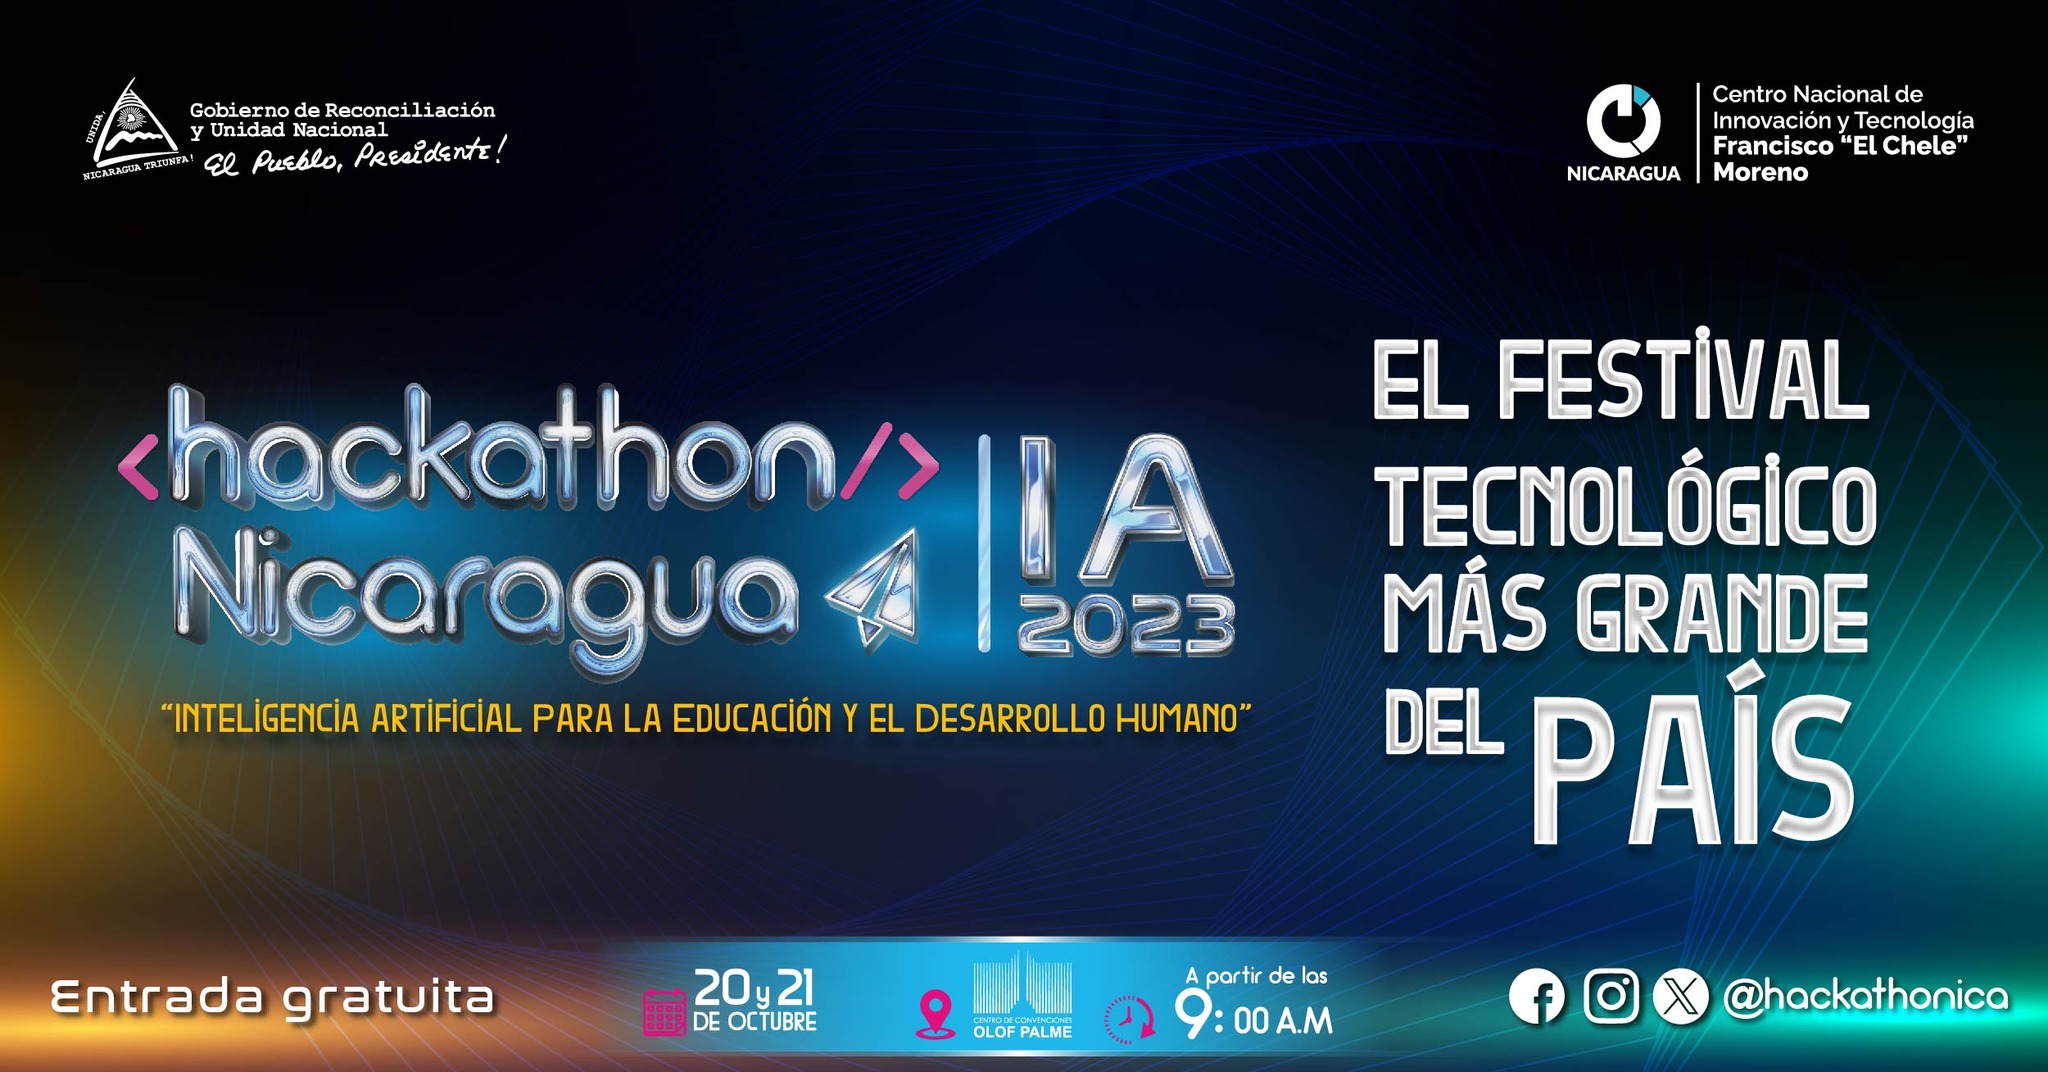 UNIDA,
NICARAGUA TRIUNFA!
Gobierno de Reconciliación
y Unidad Nacional
El Pueblo, Presidente!
NICARAGUA
Centro Nacional de
Innovación y Tecnología
Francisco "El Chele"
Moreno
<hackathon/>
Nicaragua
IA
2023
"INTELIGENCIA ARTIFICIAL PARA LA EDUCACIÓN Y EL DESARROLLO HUMANO"
EL FESTIVAL
TECNOLÓGICO
MÁS GRANDE
DEL PAÍS
Entrada gratuita
20 y 21
DE OCTUBRE
CENTRO DE CONVENCIONES
OLOF PALME
A partir de las
9:00 A.M
@hackathonica